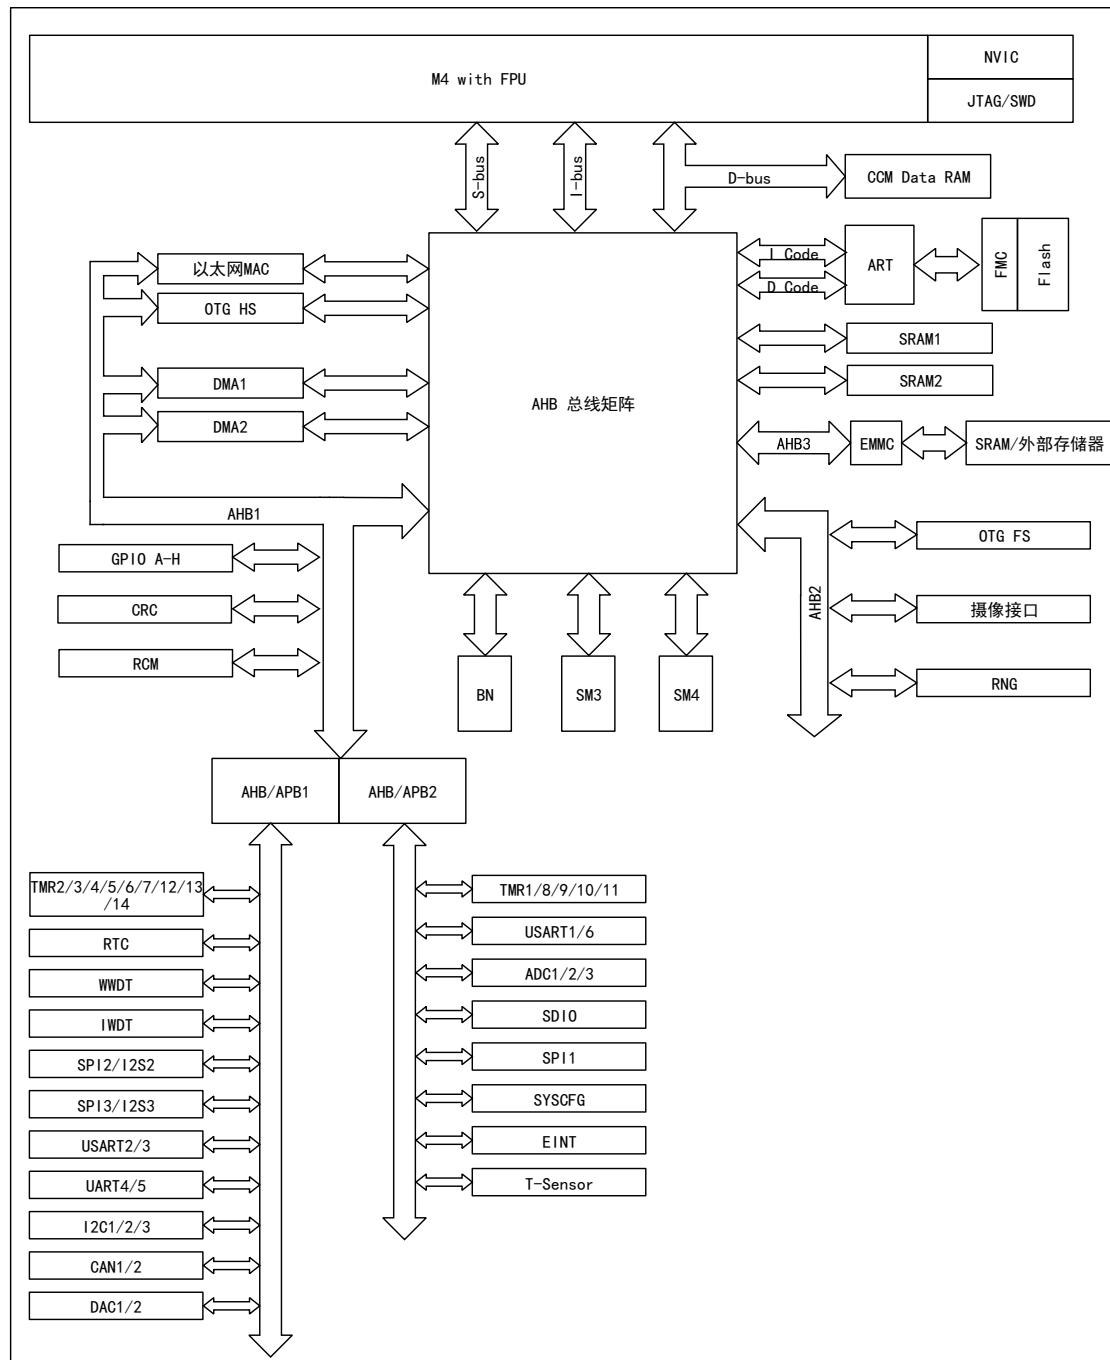 M4 with FPU
NVIC
JTAG/SWD
S-bus
I-bus
D-bus
CCM Data RAM
以太网MAC
OTG HS
DMA1
DMA2
AHB 总线矩阵
I Code
D Code
ART
FMC
Flash
SRAM1
SRAM2
AHB3
EMMC
SRAM/外部存储器
AHB1
GPIO A-H
CRC
RCM
BN
SM3
SM4
AHB2
OTG FS
摄像接口
RNG
AHB/APB1
AHB/APB2
TMR2/3/4/5/6/7/12/13
/14
RTC
WWDT
IWDT
SPI2/I2S2
SPI3/I2S3
USART2/3
UART4/5
I2C1/2/3
CAN1/2
DAC1/2
TMR1/8/9/10/11
USART1/6
ADC1/2/3
SDIO
SPI1
SYSCFG
EINT
T-Sensor